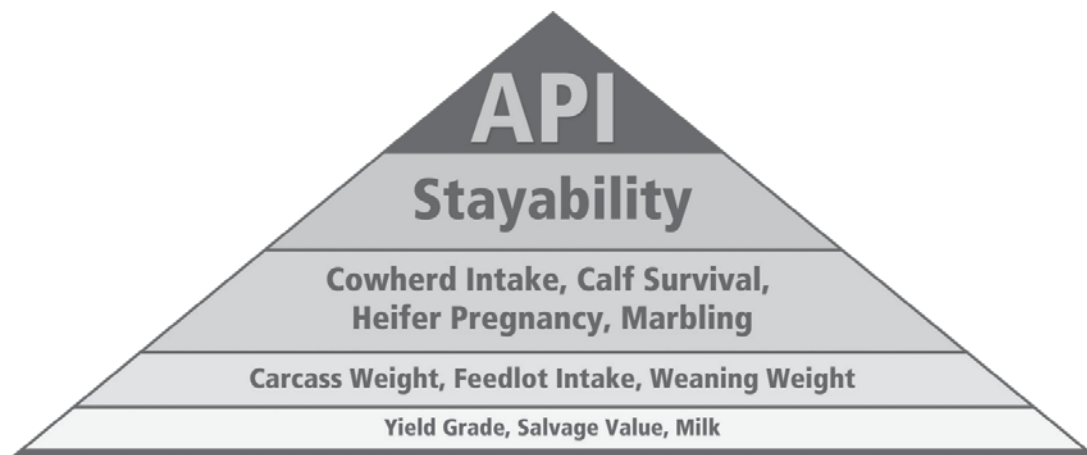 API
Stayability
Cowherd Intake, Calf Survival,
Heifer Pregnancy, Marbling
Carcass Weight, Feedlot Intake, Weaning Weight
Yield Grade, Salvage Value, Milk